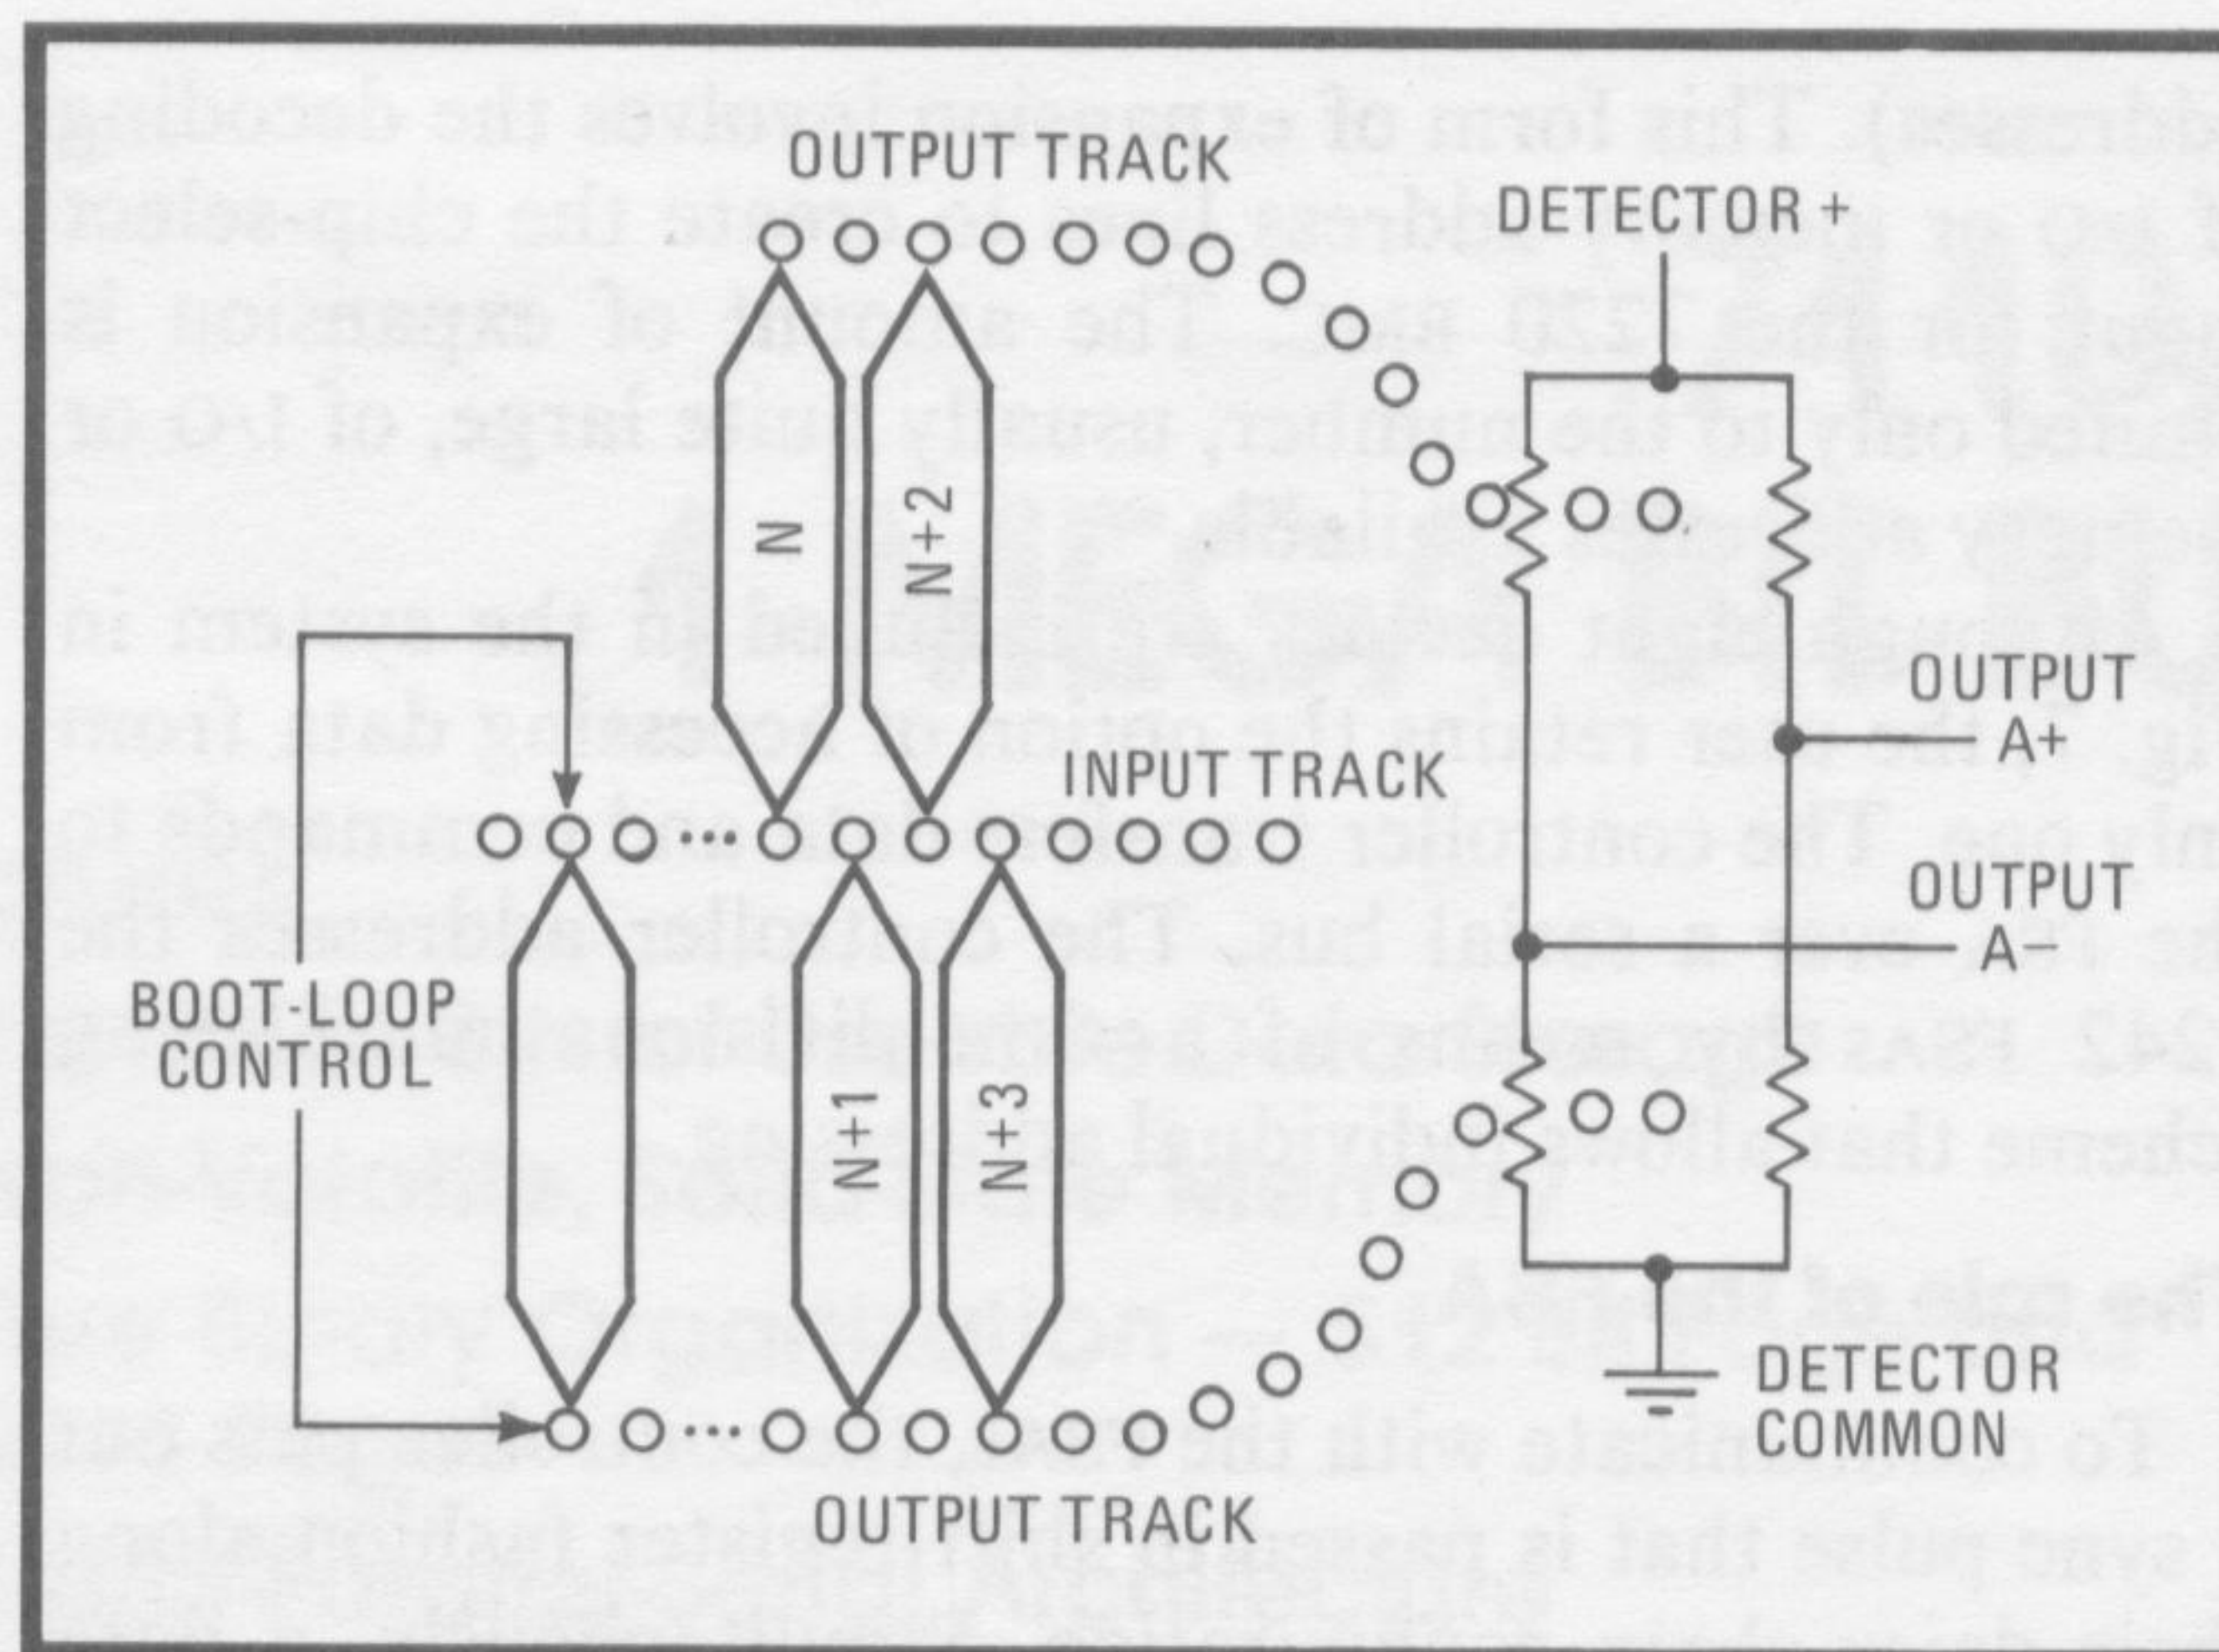 OUTPUT TRACK
DETECTOR +
N
N+2
OUTPUT
A+
INPUT TRACK
OUTPUT
A−
BOOT-LOOP
CONTROL
N+1
N+3
DETECTOR
COMMON
OUTPUT TRACK